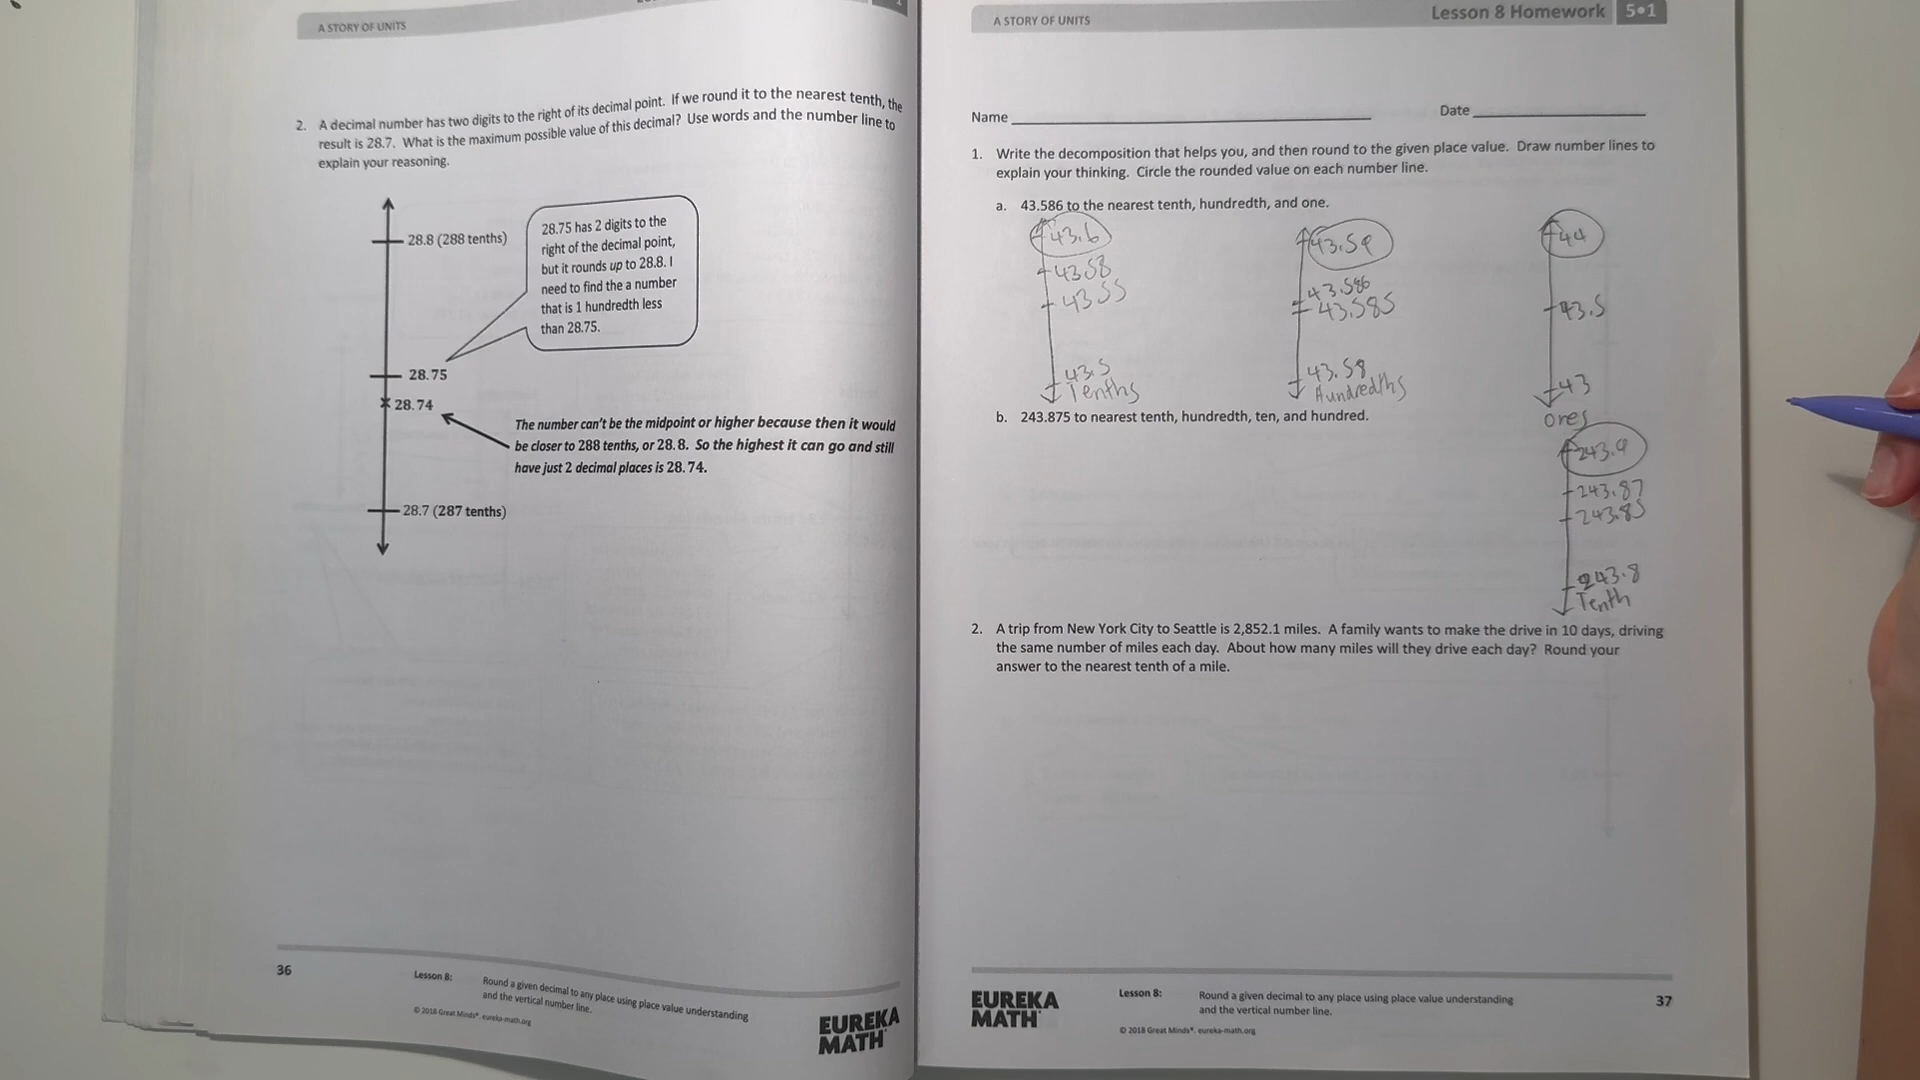 A STORY OF UNITS
2. A decimal number has two digits to the right of its decimal point. If we round it to the nearest tenth, the
result is 28.7. What is the maximum possible value of this decimal? Use words and the number line to
explain your reasoning.
28.8 (288 tenths)
28.75 has 2 digits to the
right of the decimal point,
but it rounds up to 28.8. I
need to find the a number
that is 1 hundredth less
than 28.75.
28.75
28.74
The number can't be the midpoint or higher because then it would
be closer to 288 tenths, or 28.8. So the highest it can go and still
have just 2 decimal places is 28.74.
28.7 (287 tenths)
36
Lesson 8: Round a given decimal to any place using place value understanding
and the vertical number line.
© 2018 Great Minds®. eureka-math.org
EUREKA
MATH
A STORY OF UNITS
Lesson 8 Homework 5•1
Name
Date
1. Write the decomposition that helps you, and then round to the given place value. Draw number lines to
explain your thinking. Circle the rounded value on each number line.
a. 43.586 to the nearest tenth, hundredth, and one.
43.6
43.58
43.55
43.5
Tenths
43.59
43.586
43.585
43.58
Hundredths
44
43.5
43
ones
b. 243.875 to nearest tenth, hundredth, ten, and hundred.
243.9
243.87
243.85
243.8
Tenth
2. A trip from New York City to Seattle is 2,852.1 miles. A family wants to make the drive in 10 days, driving
the same number of miles each day. About how many miles will they drive each day? Round your
answer to the nearest tenth of a mile.
EUREKA
MATH
Lesson 8: Round a given decimal to any place using place value understanding
and the vertical number line.
© 2018 Great Minds®. eureka-math.org
37